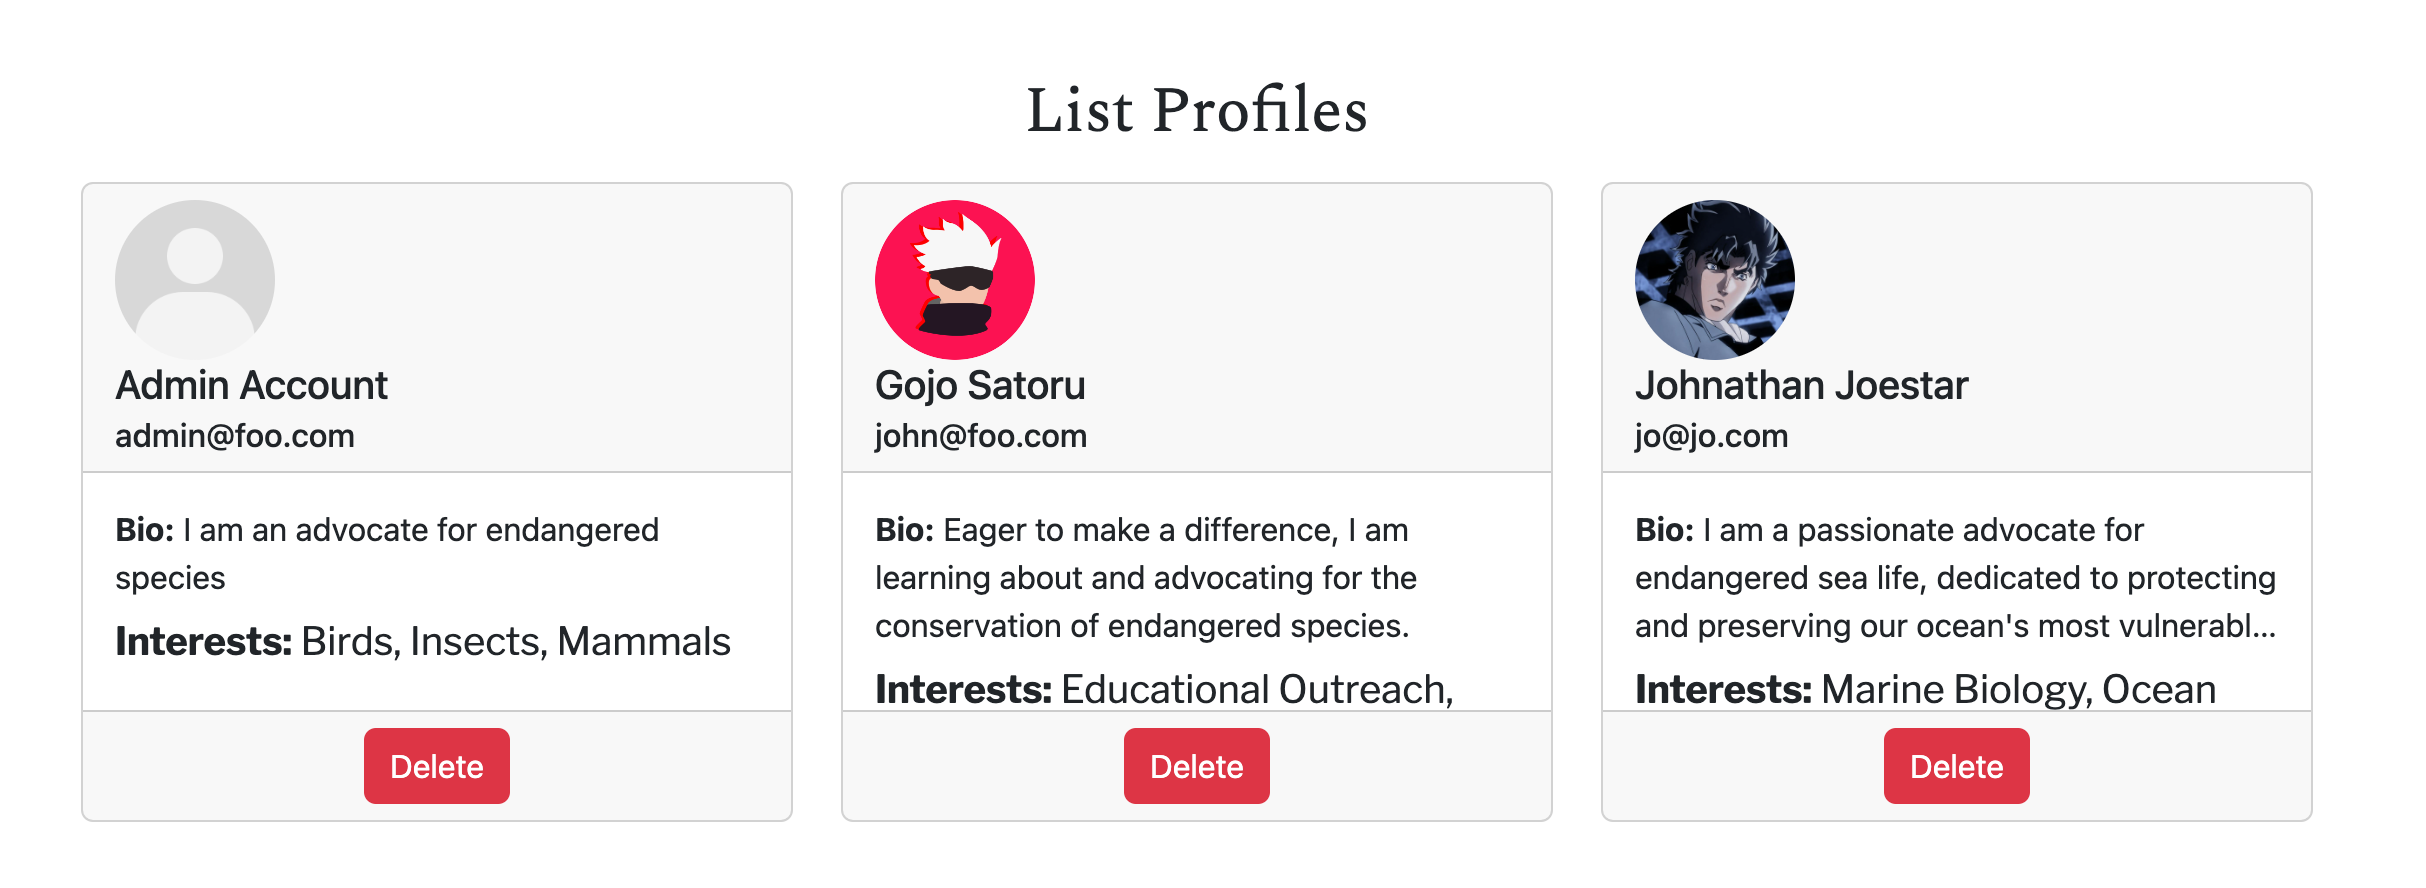 List Profiles
Admin Account
admin@foo.com
Bio: I am an advocate for endangered
species
Interests: Birds, Insects, Mammals
Delete
Gojo Satoru
john@foo.com
Bio: Eager to make a difference, I am
learning about and advocating for the
conservation of endangered species.
Interests: Educational Outreach,
Delete
Johnathan Joestar
jo@jo.com
Bio: I am a passionate advocate for
endangered sea life, dedicated to protecting
and preserving our ocean's most vulnerabl...
Interests: Marine Biology, Ocean
Delete